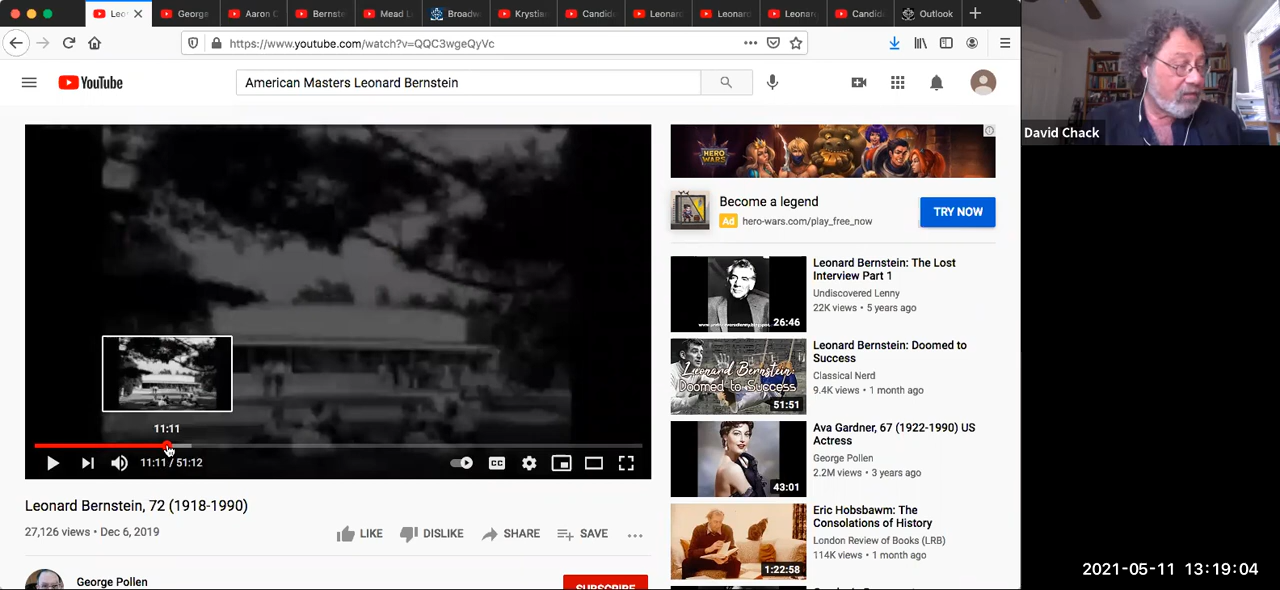 Leo
George
Aaron C
Bernste
Mead L
Broadw
Krystia
Candid
Leonar
Leonar
Leonar
Candid
Outlook
https://www.youtube.com/watch?v=QQC3wgeQyVc
YouTube
American Masters Leonard Bernstein
David Chack
HERO WARS
Become a legend
Ad hero-wars.com/play_free_now
TRY NOW
Leonard Bernstein: The Lost
Interview Part 1
Undiscovered Lenny
22K views • 5 years ago
26:46
Leonard Bernstein: Doomed to
Success
Classical Nerd
9.4K views • 1 month ago
Leonard Bernstein:
Doomed to Success
51:51
Ava Gardner, 67 (1922-1990) US
Actress
George Pollen
2.2M views • 3 years ago
43:01
Eric Hobsbawm: The
Consolations of History
London Review of Books (LRB)
114K views • 1 month ago
1:22:58
11:11
11:11 / 51:12
CC
Leonard Bernstein, 72 (1918-1990)
27,126 views • Dec 6, 2019
LIKE
DISLIKE
SHARE
SAVE
George Pollen
SUBSCRIBE
2021-05-11 13:19:04